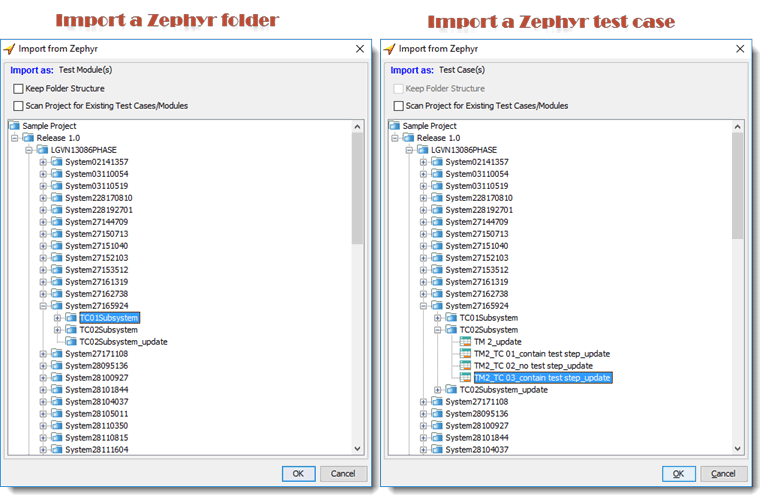 Import a Zephyr folder
Import from Zephyr
Import as: Test Module(s)
Keep Folder Structure
Scan Project for Existing Test Cases/Modules
Sample Project
Release 1.0
LGVN13086PHASE
System02141357
System03110054
System03110519
System228170810
System228192701
System27144709
System27150713
System27151040
System27152103
System27153512
System27161319
System27162738
System27165924
TC01Subsystem
TC02Subsystem
TC02Subsystem_update
System27171108
System28095136
System28100927
System28101844
System28104037
System28105011
System28110350
System28110815
System28111604
OK
Cancel
Import a Zephyr test case
Import from Zephyr
Import as: Test Case(s)
Keep Folder Structure
Scan Project for Existing Test Cases/Modules
Sample Project
Release 1.0
LGVN13086PHASE
System02141357
System03110054
System03110519
System228170810
System228192701
System27144709
System27150713
System27151040
System27152103
System27153512
System27161319
System27162738
System27165924
TC01Subsystem
TC02Subsystem
TM 2_update
TM2_TC 01_contain test step_update
TM2_TC 02_no test step_update
TM2_TC 03_contain test step_update
TC02Subsystem_update
System27171108
System28095136
System28100927
System28101844
System28104037
OK
Cancel